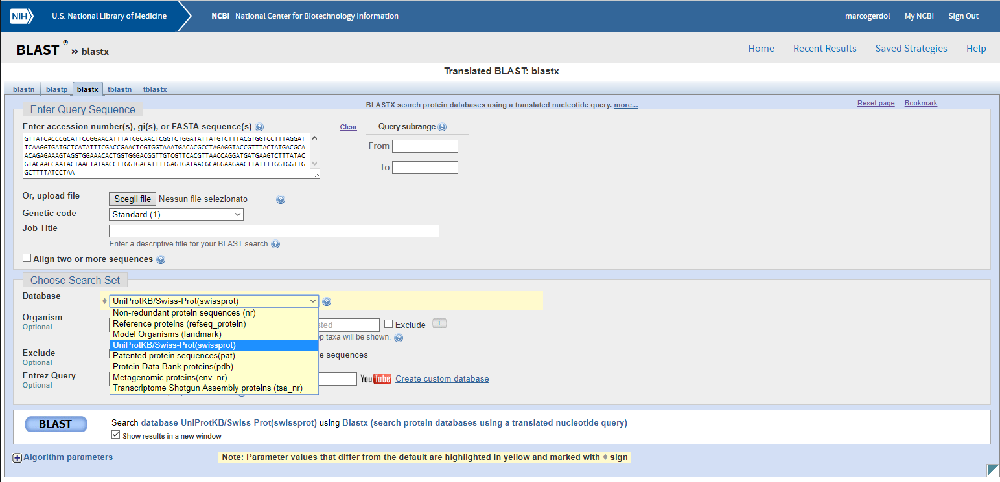 NIH U.S. National Library of Medicine NCBI National Center for Biotechnology Information marcogerdol My NCBI Sign Out
BLAST ® » blastx Home Recent Results Saved Strategies Help
Translated BLAST: blastx
blastn blastp blastx tblastn tblastx
Enter Query Sequence BLASTX search protein databases using a translated nucleotide query. more... Reset page Bookmark
Enter accession number(s), gi(s), or FASTA sequence(s) Clear Query subrange
GTTATCACCCGCATTCCGGAACATTTATCGCAACTCGGTCTGGATATTATGTCTTTACGTGGTCCTTTAGGAT
TCAAGGTGATGCTCATATTTCGACCGAACTCGTGGTAAATGACACGCCTAGAGGTACCGTTTACTATGACGCA
ACAGAGAAAGTAGGTGGAAACACTGGTGGGACGGTTGTCGTTCACGTTAACCAGGATGATGAAGTCTTTATAC
GTACAACCAATACTAACTATAACCTTGGTGACATTTTGAGTGATAACGCAGGAAGAACTTATTTTGGTGGTTG
GCTTTTATCCTAA
From
To
Or, upload file Scegli file Nessun file selezionato
Genetic code Standard (1)
Job Title
Enter a descriptive title for your BLAST search
Align two or more sequences
Choose Search Set
Database UniProtKB/Swiss-Prot(swissprot)
Non-redundant protein sequences (nr)
Organism Reference proteins (refseq_protein) sted Exclude +
Optional Model Organisms (landmark) op taxa will be shown.
UniProtKB/Swiss-Prot(swissprot)
Exclude Patented protein sequences(pat) e sequences
Optional Protein Data Bank proteins(pdb)
Entrez Query Metagenomic proteins(env_nr) YouTube Create custom database
Optional Transcriptome Shotgun Assembly proteins (tsa_nr)
BLAST Search database UniProtKB/Swiss-Prot(swissprot) using Blastx (search protein databases using a translated nucleotide query)
Show results in a new window
Algorithm parameters Note: Parameter values that differ from the default are highlighted in yellow and marked with ♦ sign